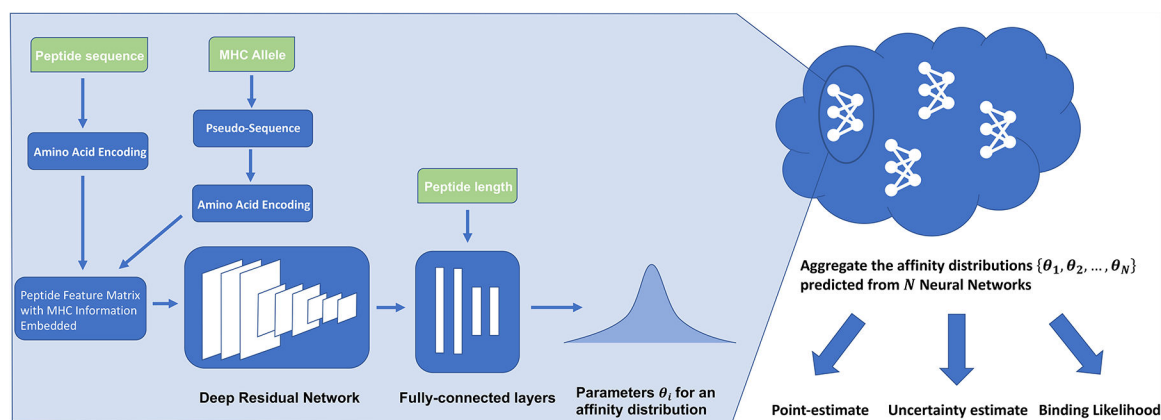 Peptide sequence
MHC Allele
Pseudo-Sequence
Amino Acid Encoding
Amino Acid Encoding
Peptide length
Peptide Feature Matrix
with MHC Information
Embedded
Deep Residual Network
Fully-connected layers
Parameters θᵢ for an
affinity distribution
Aggregate the affinity distributions {θ₁, θ₂, ..., θ_N}
predicted from N Neural Networks
Point-estimate
Uncertainty estimate
Binding Likelihood